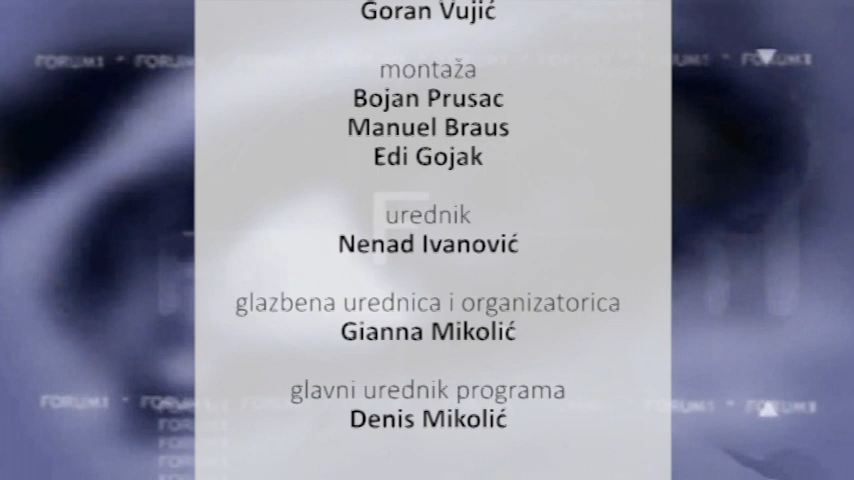 Goran Vujić
montaža
Bojan Prusac
Manuel Braus
Edi Gojak
urednik
Nenad Ivanović
glazbena urednica i organizatorica
Gianna Mikolić
glavni urednik programa
Denis Mikolić